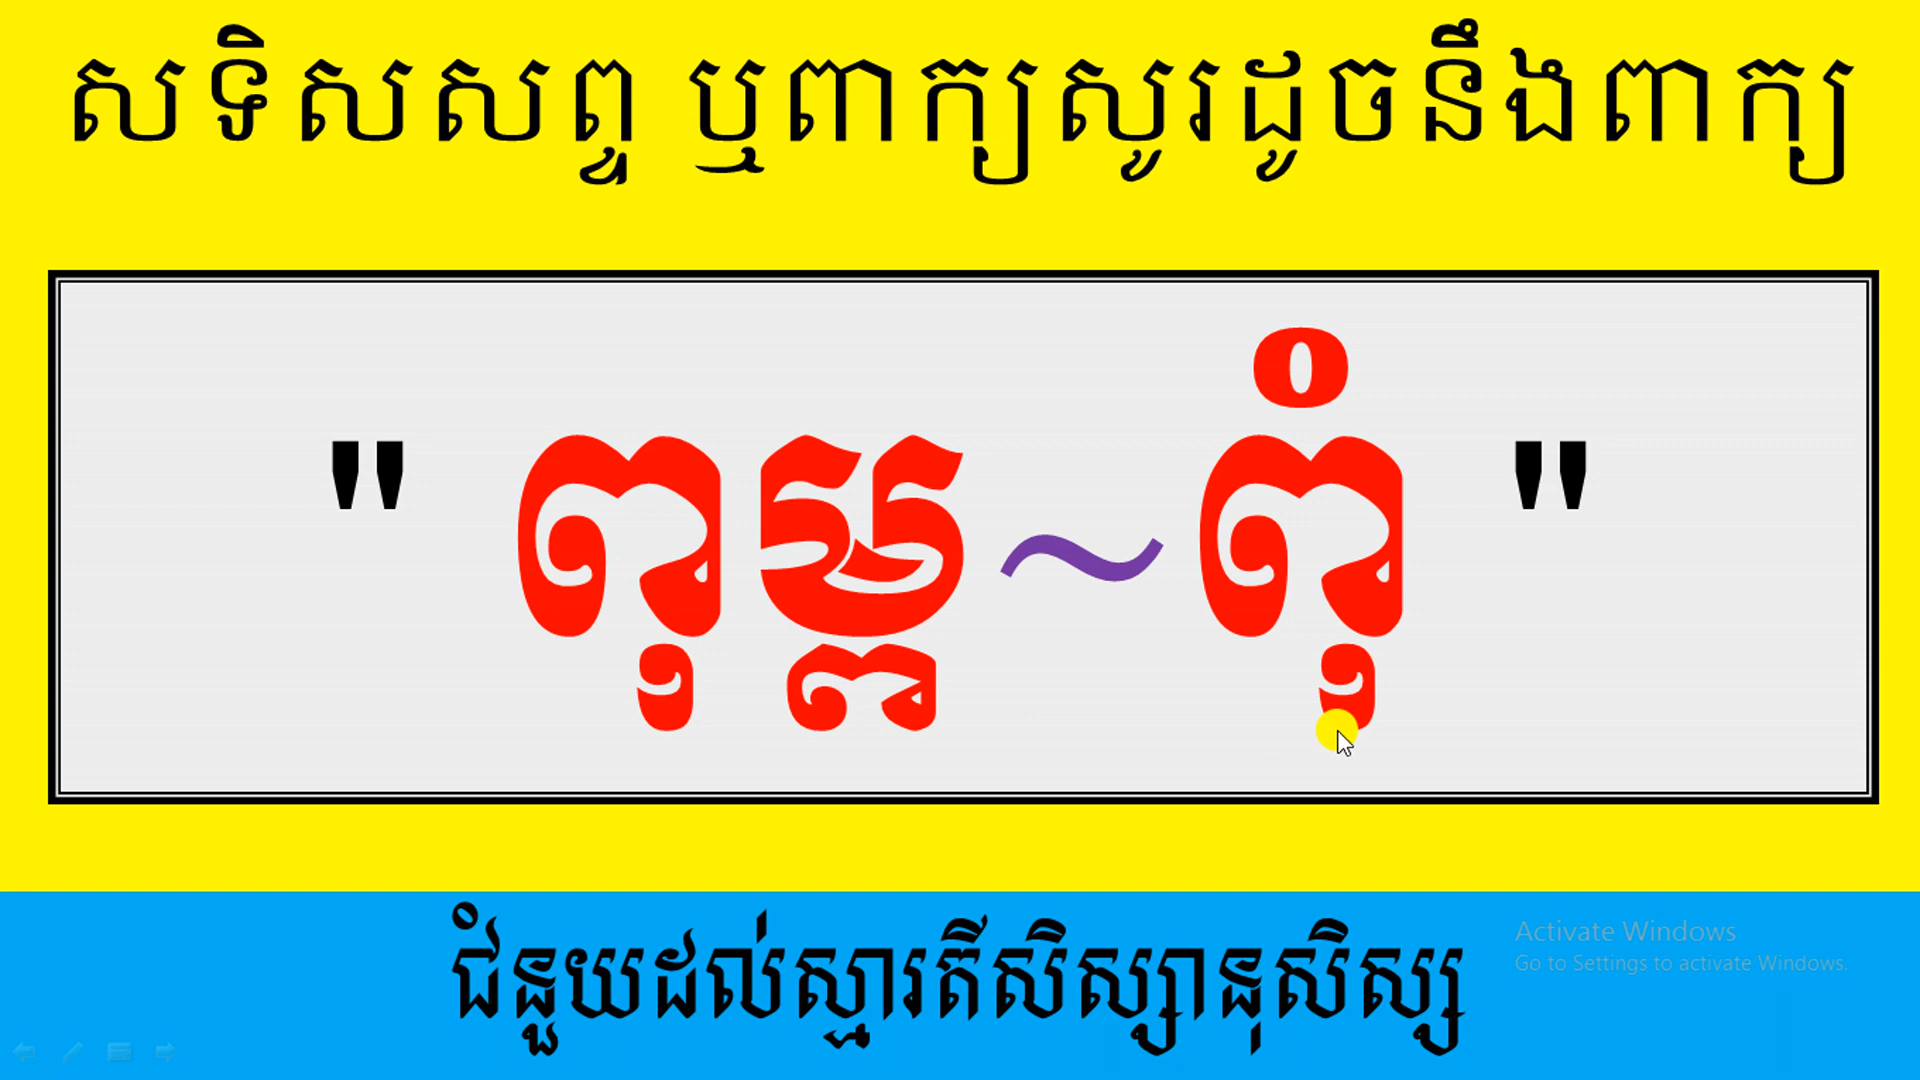 សទិសសព្ទ ឬពាក្យសូរដូចនឹងពាក្យ
" ពុម្ព~ពុំ "
ជំនួយដល់ស្មារតីសិស្សានុសិស្ស
Activate Windows
Go to Settings to activate Windows.